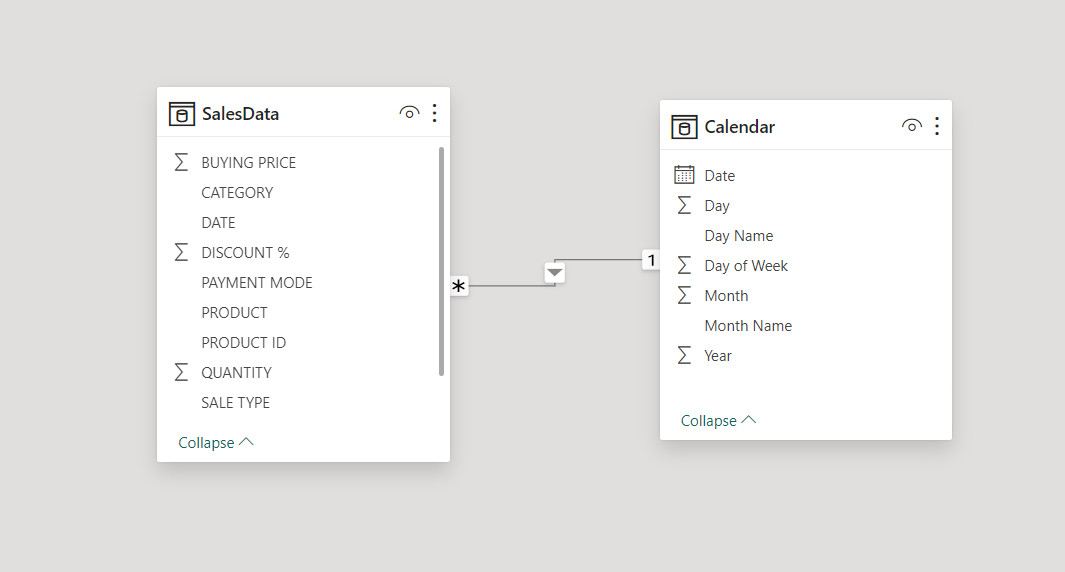 SalesData
BUYING PRICE
CATEGORY
DATE
DISCOUNT %
PAYMENT MODE
PRODUCT
PRODUCT ID
QUANTITY
SALE TYPE
Collapse
*
1
Calendar
Date
Day
Day Name
Day of Week
Month
Month Name
Year
Collapse